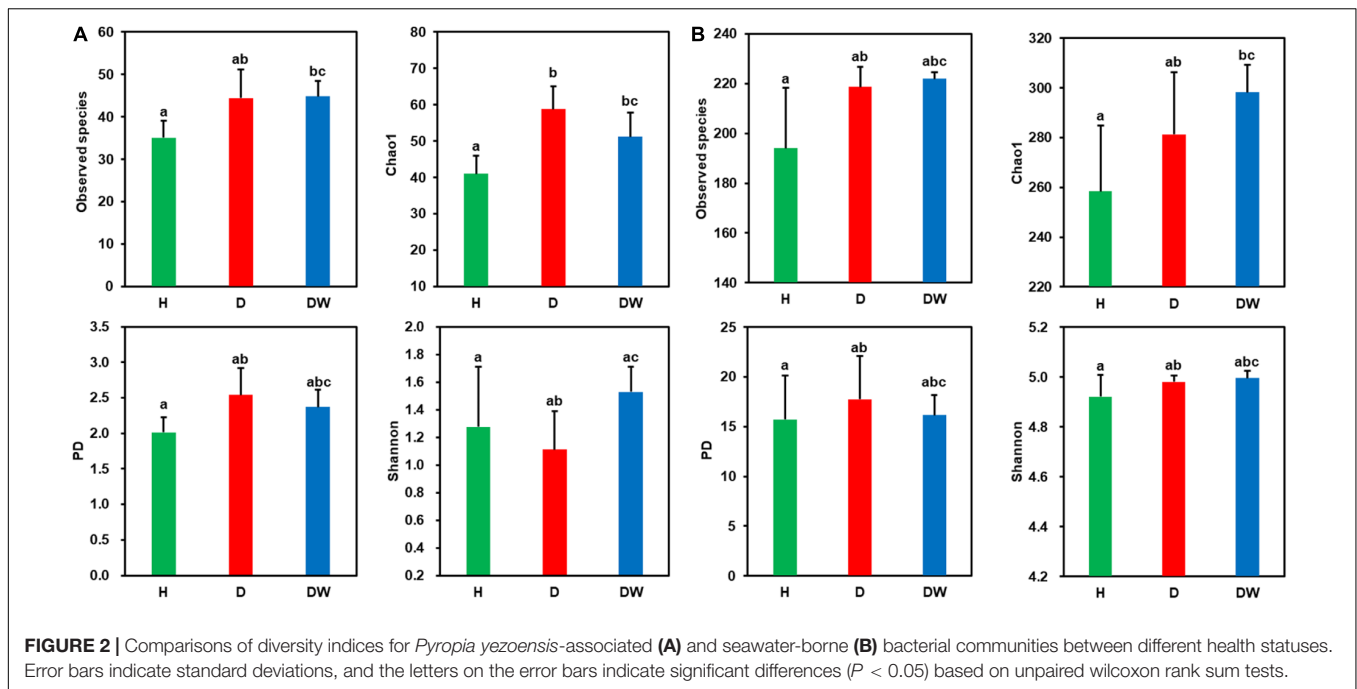 A
Observed species
60
50
40
30
20
10
0
a
ab
bc
H
D
DW
Chao1
80
70
60
50
40
30
20
10
a
b
bc
H
D
DW
B
Observed species
240
220
200
180
160
140
a
ab
abc
H
D
DW
Chao1
320
300
280
260
240
220
a
ab
bc
H
D
DW
PD
3.5
3.0
2.5
2.0
1.5
1.0
0.5
0.0
a
ab
abc
H
D
DW
Shannon
2.0
1.8
1.6
1.4
1.2
1.0
0.8
0.6
0.4
0.2
a
ab
ac
H
D
DW
PD
25
20
15
10
5
0
a
ab
abc
H
D
DW
Shannon
5.2
5.0
4.8
4.6
4.4
4.2
a
ab
abc
H
D
DW
FIGURE 2 | Comparisons of diversity indices for Pyropia yezoensis-associated (A) and seawater-borne (B) bacterial communities between different health statuses.
Error bars indicate standard deviations, and the letters on the error bars indicate significant differences (P < 0.05) based on unpaired wilcoxon rank sum tests.